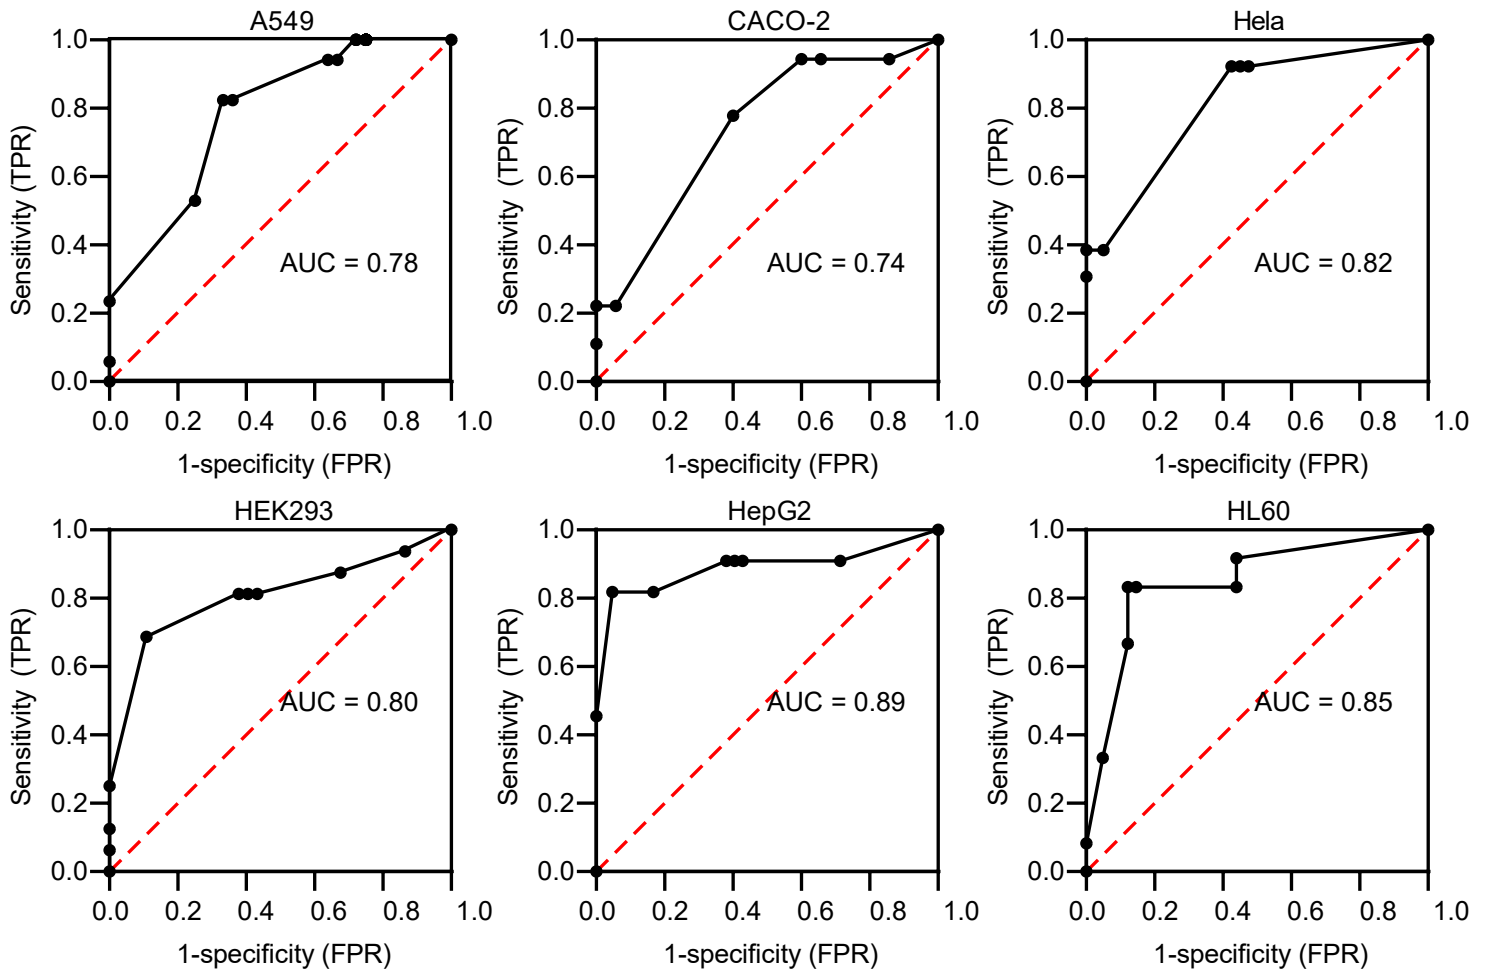 A549
1.0
0.8
0.6
0.4
0.2
0.0
Sensitivity (TPR)
AUC = 0.78
0.0 0.2 0.4 0.6 0.8 1.0
1-specificity (FPR)
CACO-2
1.0
0.8
0.6
0.4
0.2
0.0
Sensitivity (TPR)
AUC = 0.74
0.0 0.2 0.4 0.6 0.8 1.0
1-specificity (FPR)
Hela
1.0
0.8
0.6
0.4
0.2
0.0
Sensitivity (TPR)
AUC = 0.82
0.0 0.2 0.4 0.6 0.8 1.0
1-specificity (FPR)
HEK293
1.0
0.8
0.6
0.4
0.2
0.0
Sensitivity (TPR)
AUC = 0.80
0.0 0.2 0.4 0.6 0.8 1.0
1-specificity (FPR)
HepG2
1.0
0.8
0.6
0.4
0.2
0.0
Sensitivity (TPR)
AUC = 0.89
0.0 0.2 0.4 0.6 0.8 1.0
1-specificity (FPR)
HL60
1.0
0.8
0.6
0.4
0.2
0.0
Sensitivity (TPR)
AUC = 0.85
0.0 0.2 0.4 0.6 0.8 1.0
1-specificity (FPR)